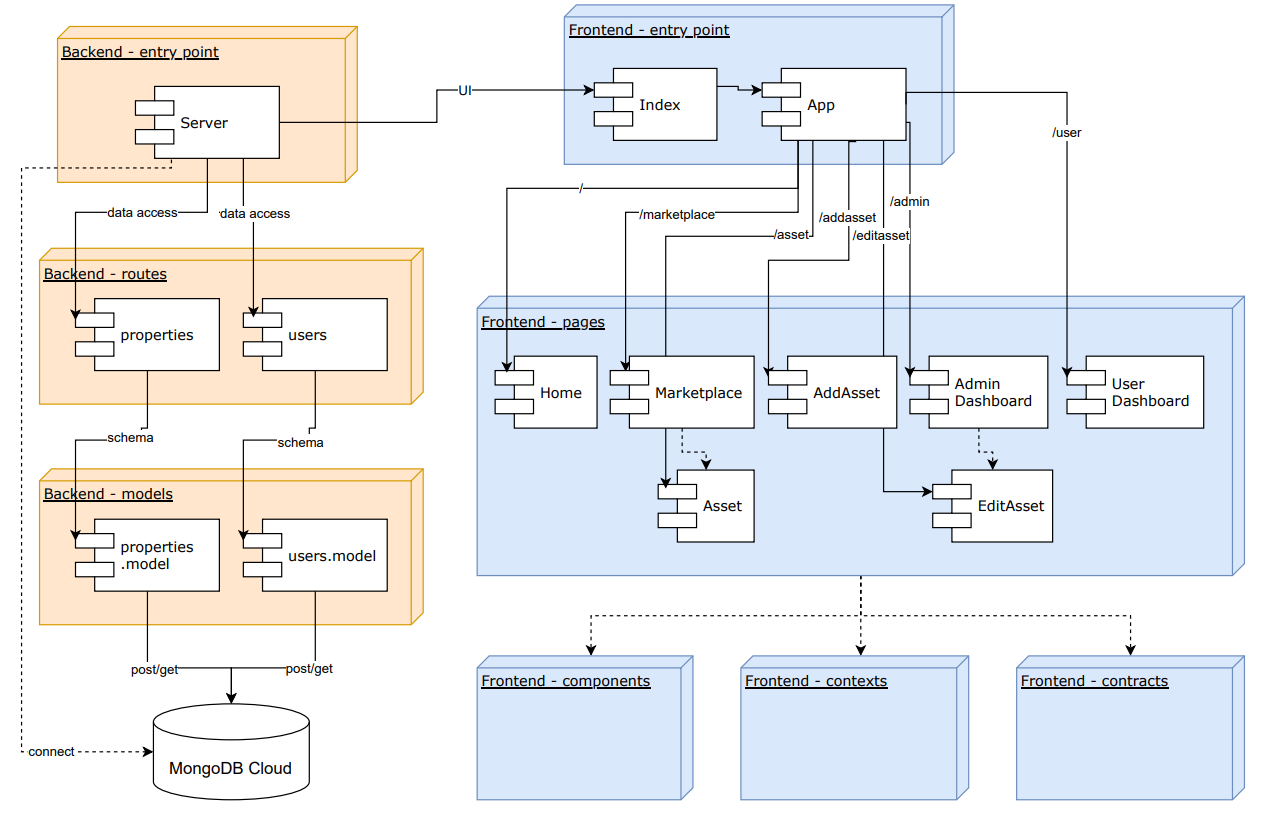 Backend - entry point
Server
UI
Frontend - entry point
Index
App
/user
data access
data access
/
/marketplace
/asset
/addasset
/editasset
/admin
Backend - routes
properties
users
schema
schema
Backend - models
properties
.model
users.model
post/get
post/get
connect
MongoDB Cloud
Frontend - pages
Home
Marketplace
AddAsset
Admin
Dashboard
User
Dashboard
Asset
EditAsset
Frontend - components
Frontend - contexts
Frontend - contracts